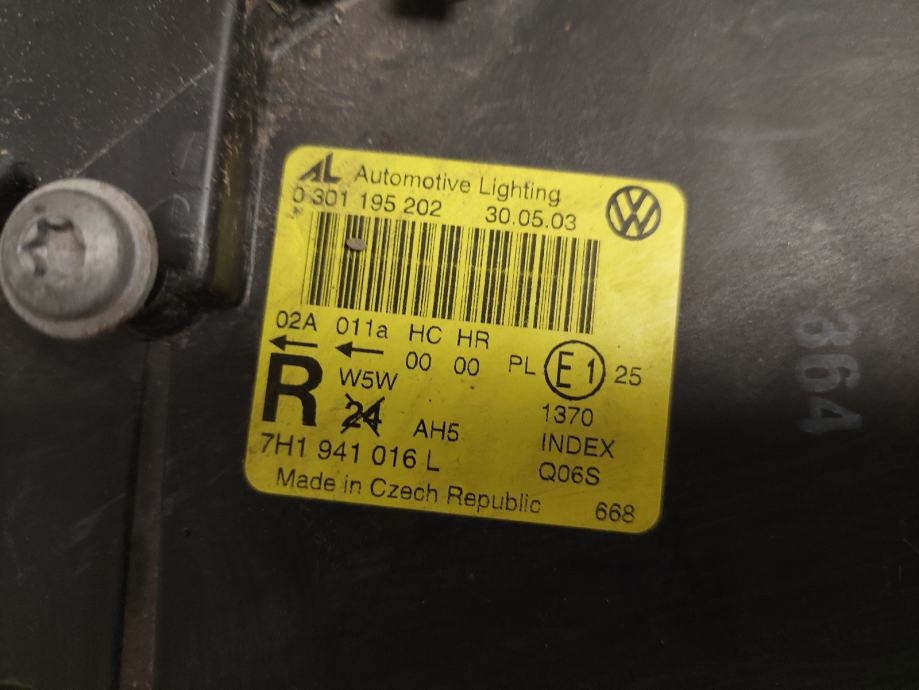 AL Automotive Lighting
0 301 195 202 30.05.03
02A 011a HC HR
00 00 PL E1 25
R W5W
24 AH5 1370
7H1 941 016 L INDEX
Q06S
Made in Czech Republic 668
364